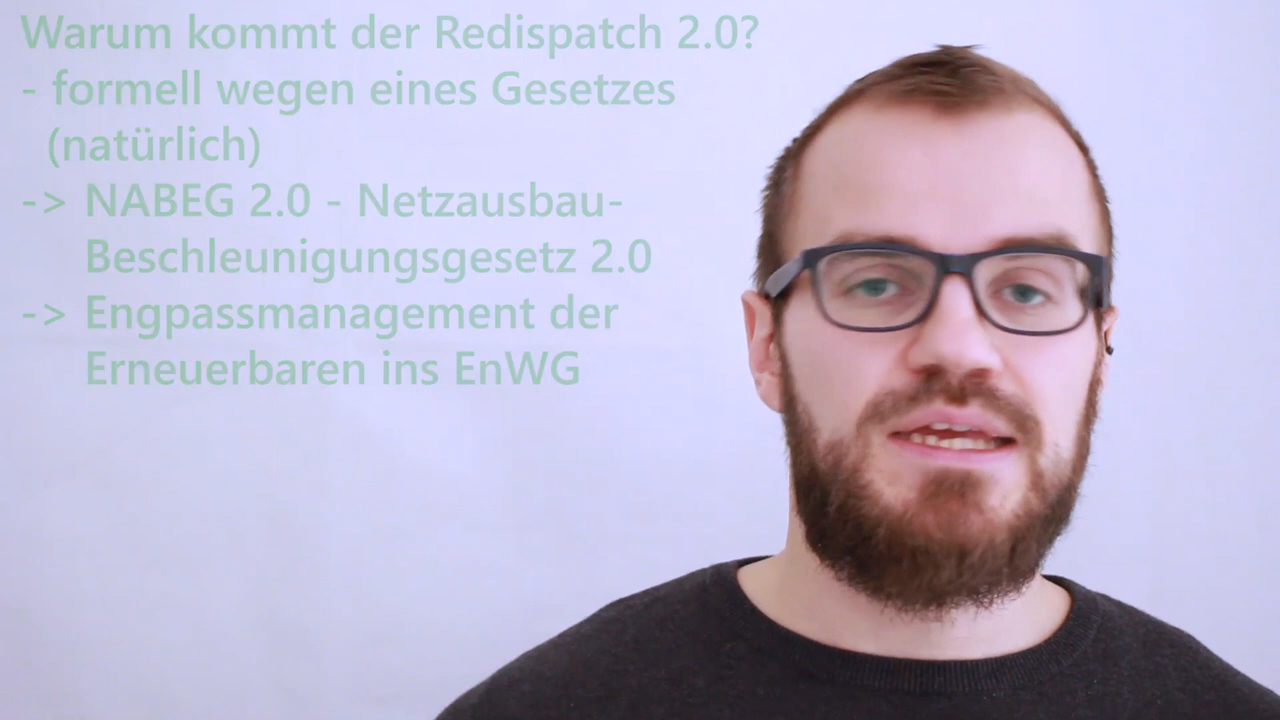 Warum kommt der Redispatch 2.0?
- formell wegen eines Gesetzes
(natürlich)
-> NABEG 2.0 - Netzausbau-
Beschleunigungsgesetz 2.0
-> Engpassmanagement der
Erneuerbaren ins EnWG